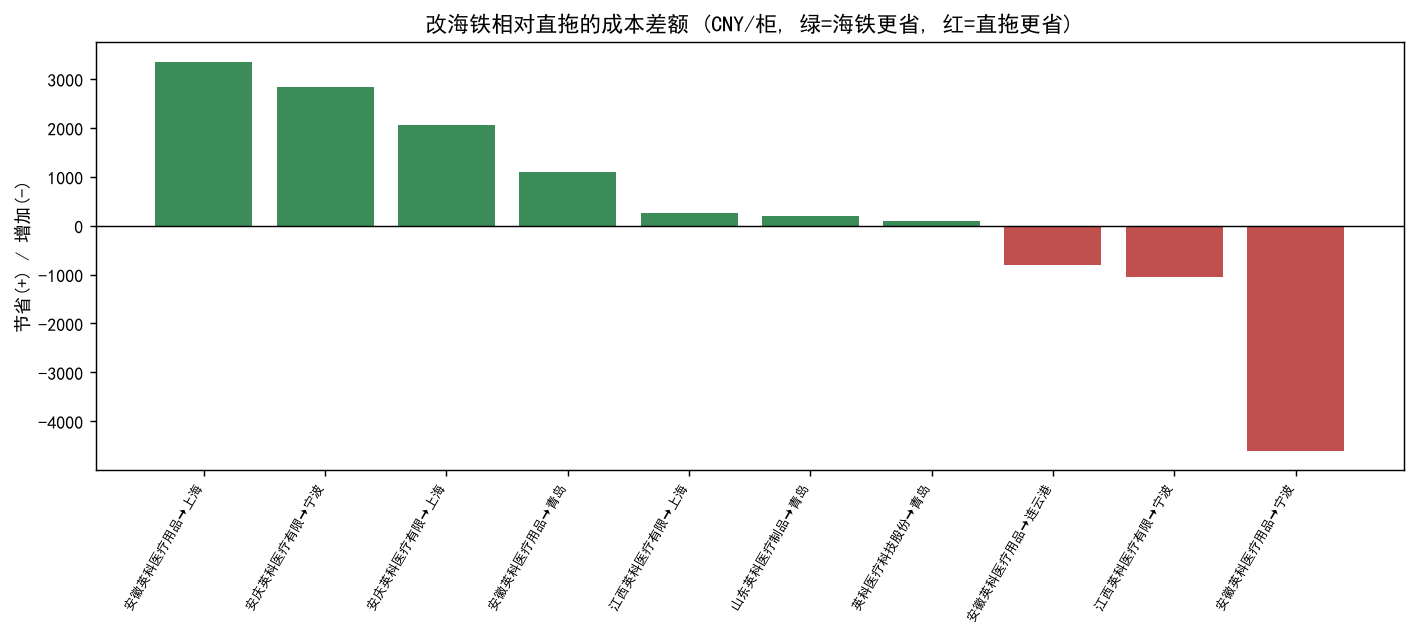 改海铁相对直拖的成本差额 (CNY/柜, 绿=海铁更省, 红=直拖更省)
节省(+) / 增加(-)
3000
2000
1000
0
−1000
−2000
−3000
−4000
安徽英科医疗用品→上海
安庆英科医疗有限→宁波
安庆英科医疗有限→上海
安徽英科医疗用品→青岛
江西英科医疗有限→上海
山东英科医疗制品→青岛
英科医疗科技股份→青岛
安徽英科医疗用品→连云港
江西英科医疗有限→宁波
安徽英科医疗用品→宁波